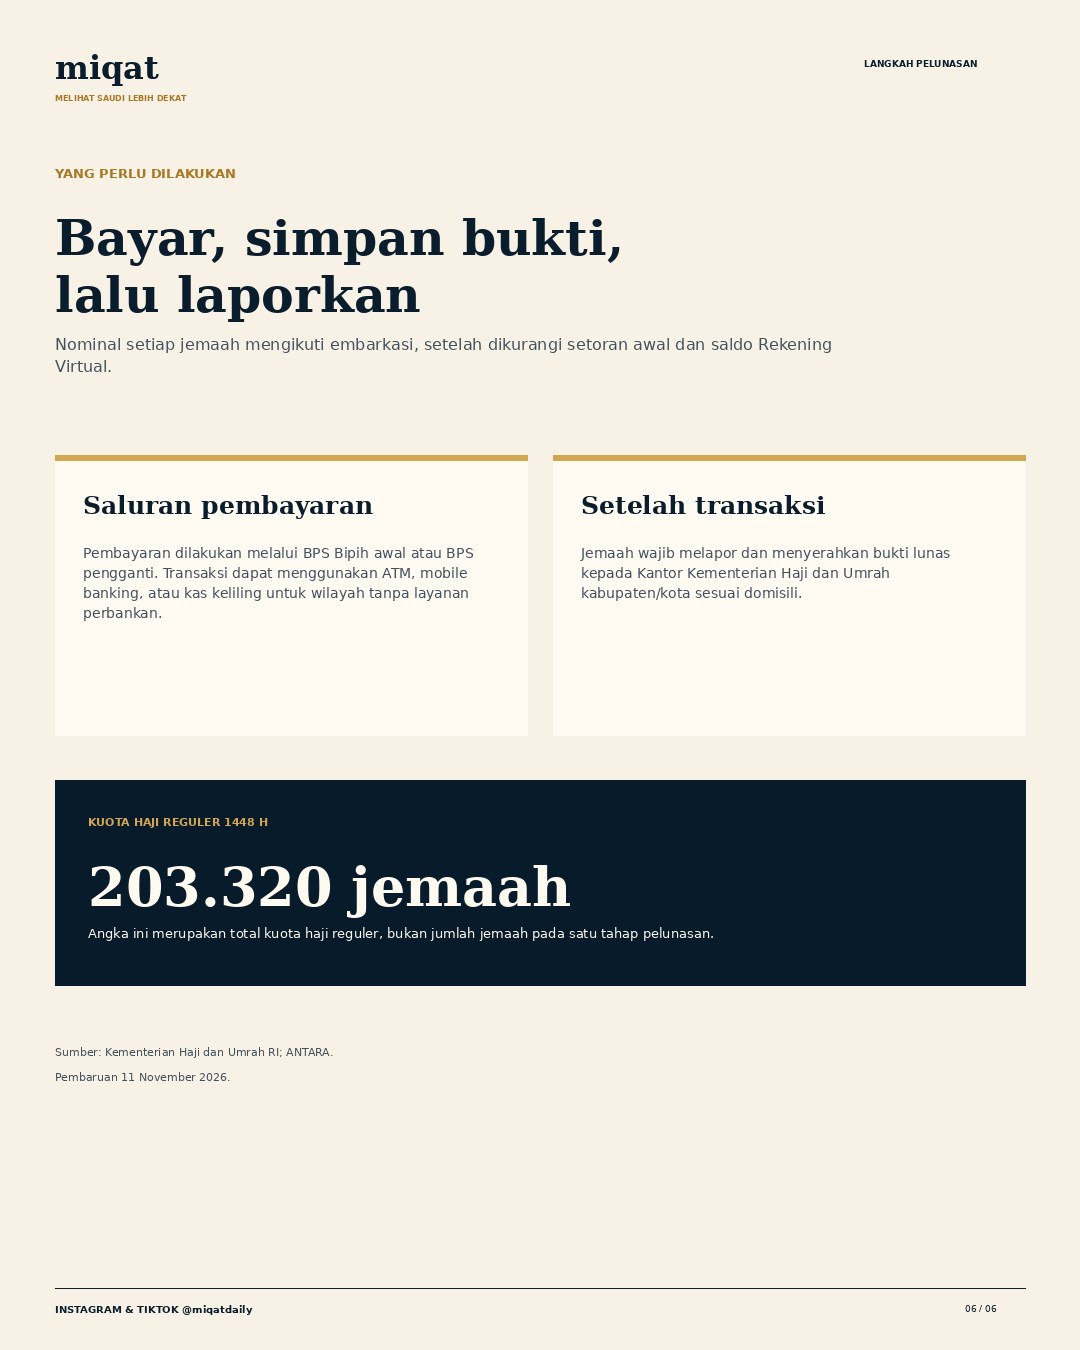 miqat
MELIHAT SAUDI LEBIH DEKAT
LANGKAH PELUNASAN
YANG PERLU DILAKUKAN
Bayar, simpan bukti,
lalu laporkan
Nominal setiap jemaah mengikuti embarkasi, setelah dikurangi setoran awal dan saldo Rekening
Virtual.
Saluran pembayaran
Pembayaran dilakukan melalui BPS Bipih awal atau BPS
pengganti. Transaksi dapat menggunakan ATM, mobile
banking, atau kas keliling untuk wilayah tanpa layanan
perbankan.
Setelah transaksi
Jemaah wajib melapor dan menyerahkan bukti lunas
kepada Kantor Kementerian Haji dan Umrah
kabupaten/kota sesuai domisili.
KUOTA HAJI REGULER 1448 H
203.320 jemaah
Angka ini merupakan total kuota haji reguler, bukan jumlah jemaah pada satu tahap pelunasan.
Sumber: Kementerian Haji dan Umrah RI; ANTARA.
Pembaruan 11 November 2026.
INSTAGRAM & TIKTOK @miqatdaily
06 / 06